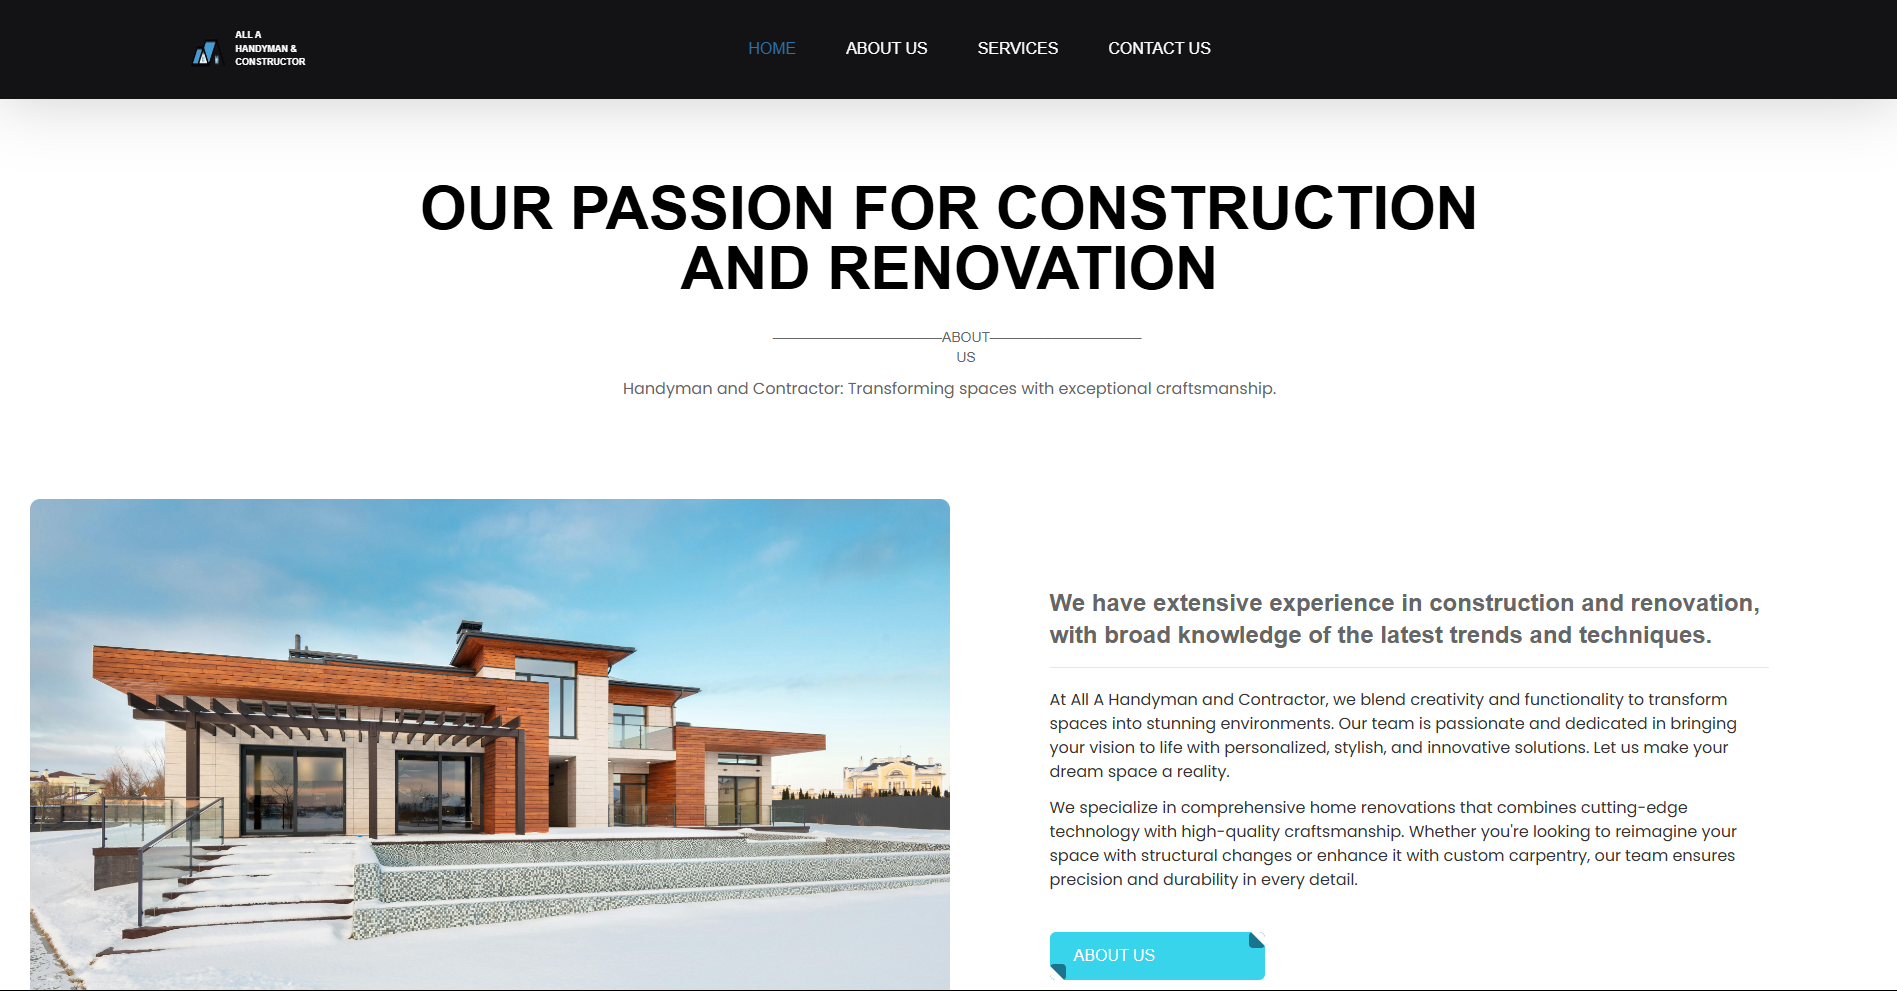 ALL A
HANDYMAN &
CONSTRUCTOR
HOME ABOUT US SERVICES CONTACT US
OUR PASSION FOR CONSTRUCTION
AND RENOVATION
ABOUT
US
Handyman and Contractor: Transforming spaces with exceptional craftsmanship.
We have extensive experience in construction and renovation,
with broad knowledge of the latest trends and techniques.
At All A Handyman and Contractor, we blend creativity and functionality to transform
spaces into stunning environments. Our team is passionate and dedicated in bringing
your vision to life with personalized, stylish, and innovative solutions. Let us make your
dream space a reality.
We specialize in comprehensive home renovations that combines cutting-edge
technology with high-quality craftsmanship. Whether you're looking to reimagine your
space with structural changes or enhance it with custom carpentry, our team ensures
precision and durability in every detail.
ABOUT US